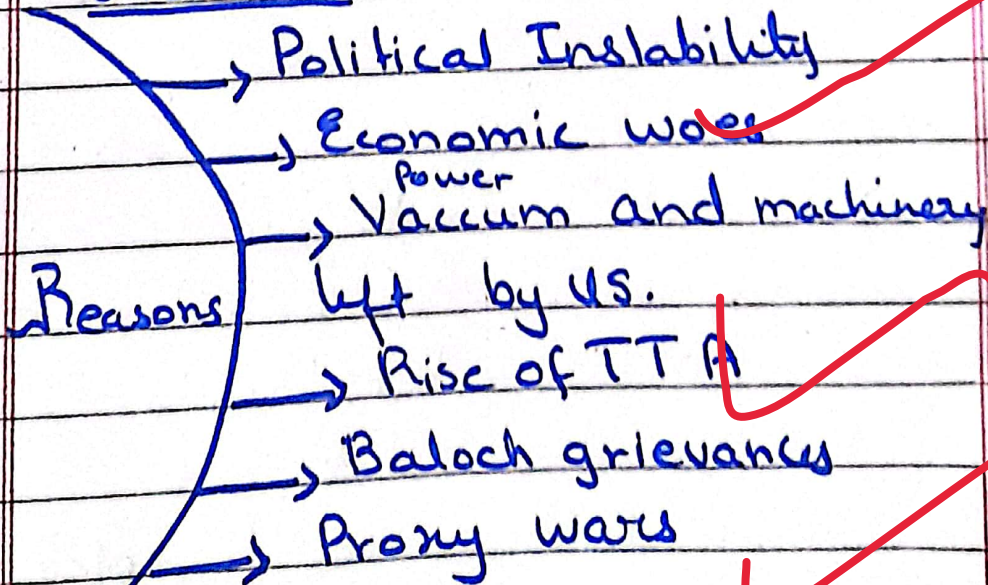 Political Instability
Economic woes
Power
Vaccum and machinery
left by US.
Reasons
Rise of TTA
Baloch grievances
Proxy wars